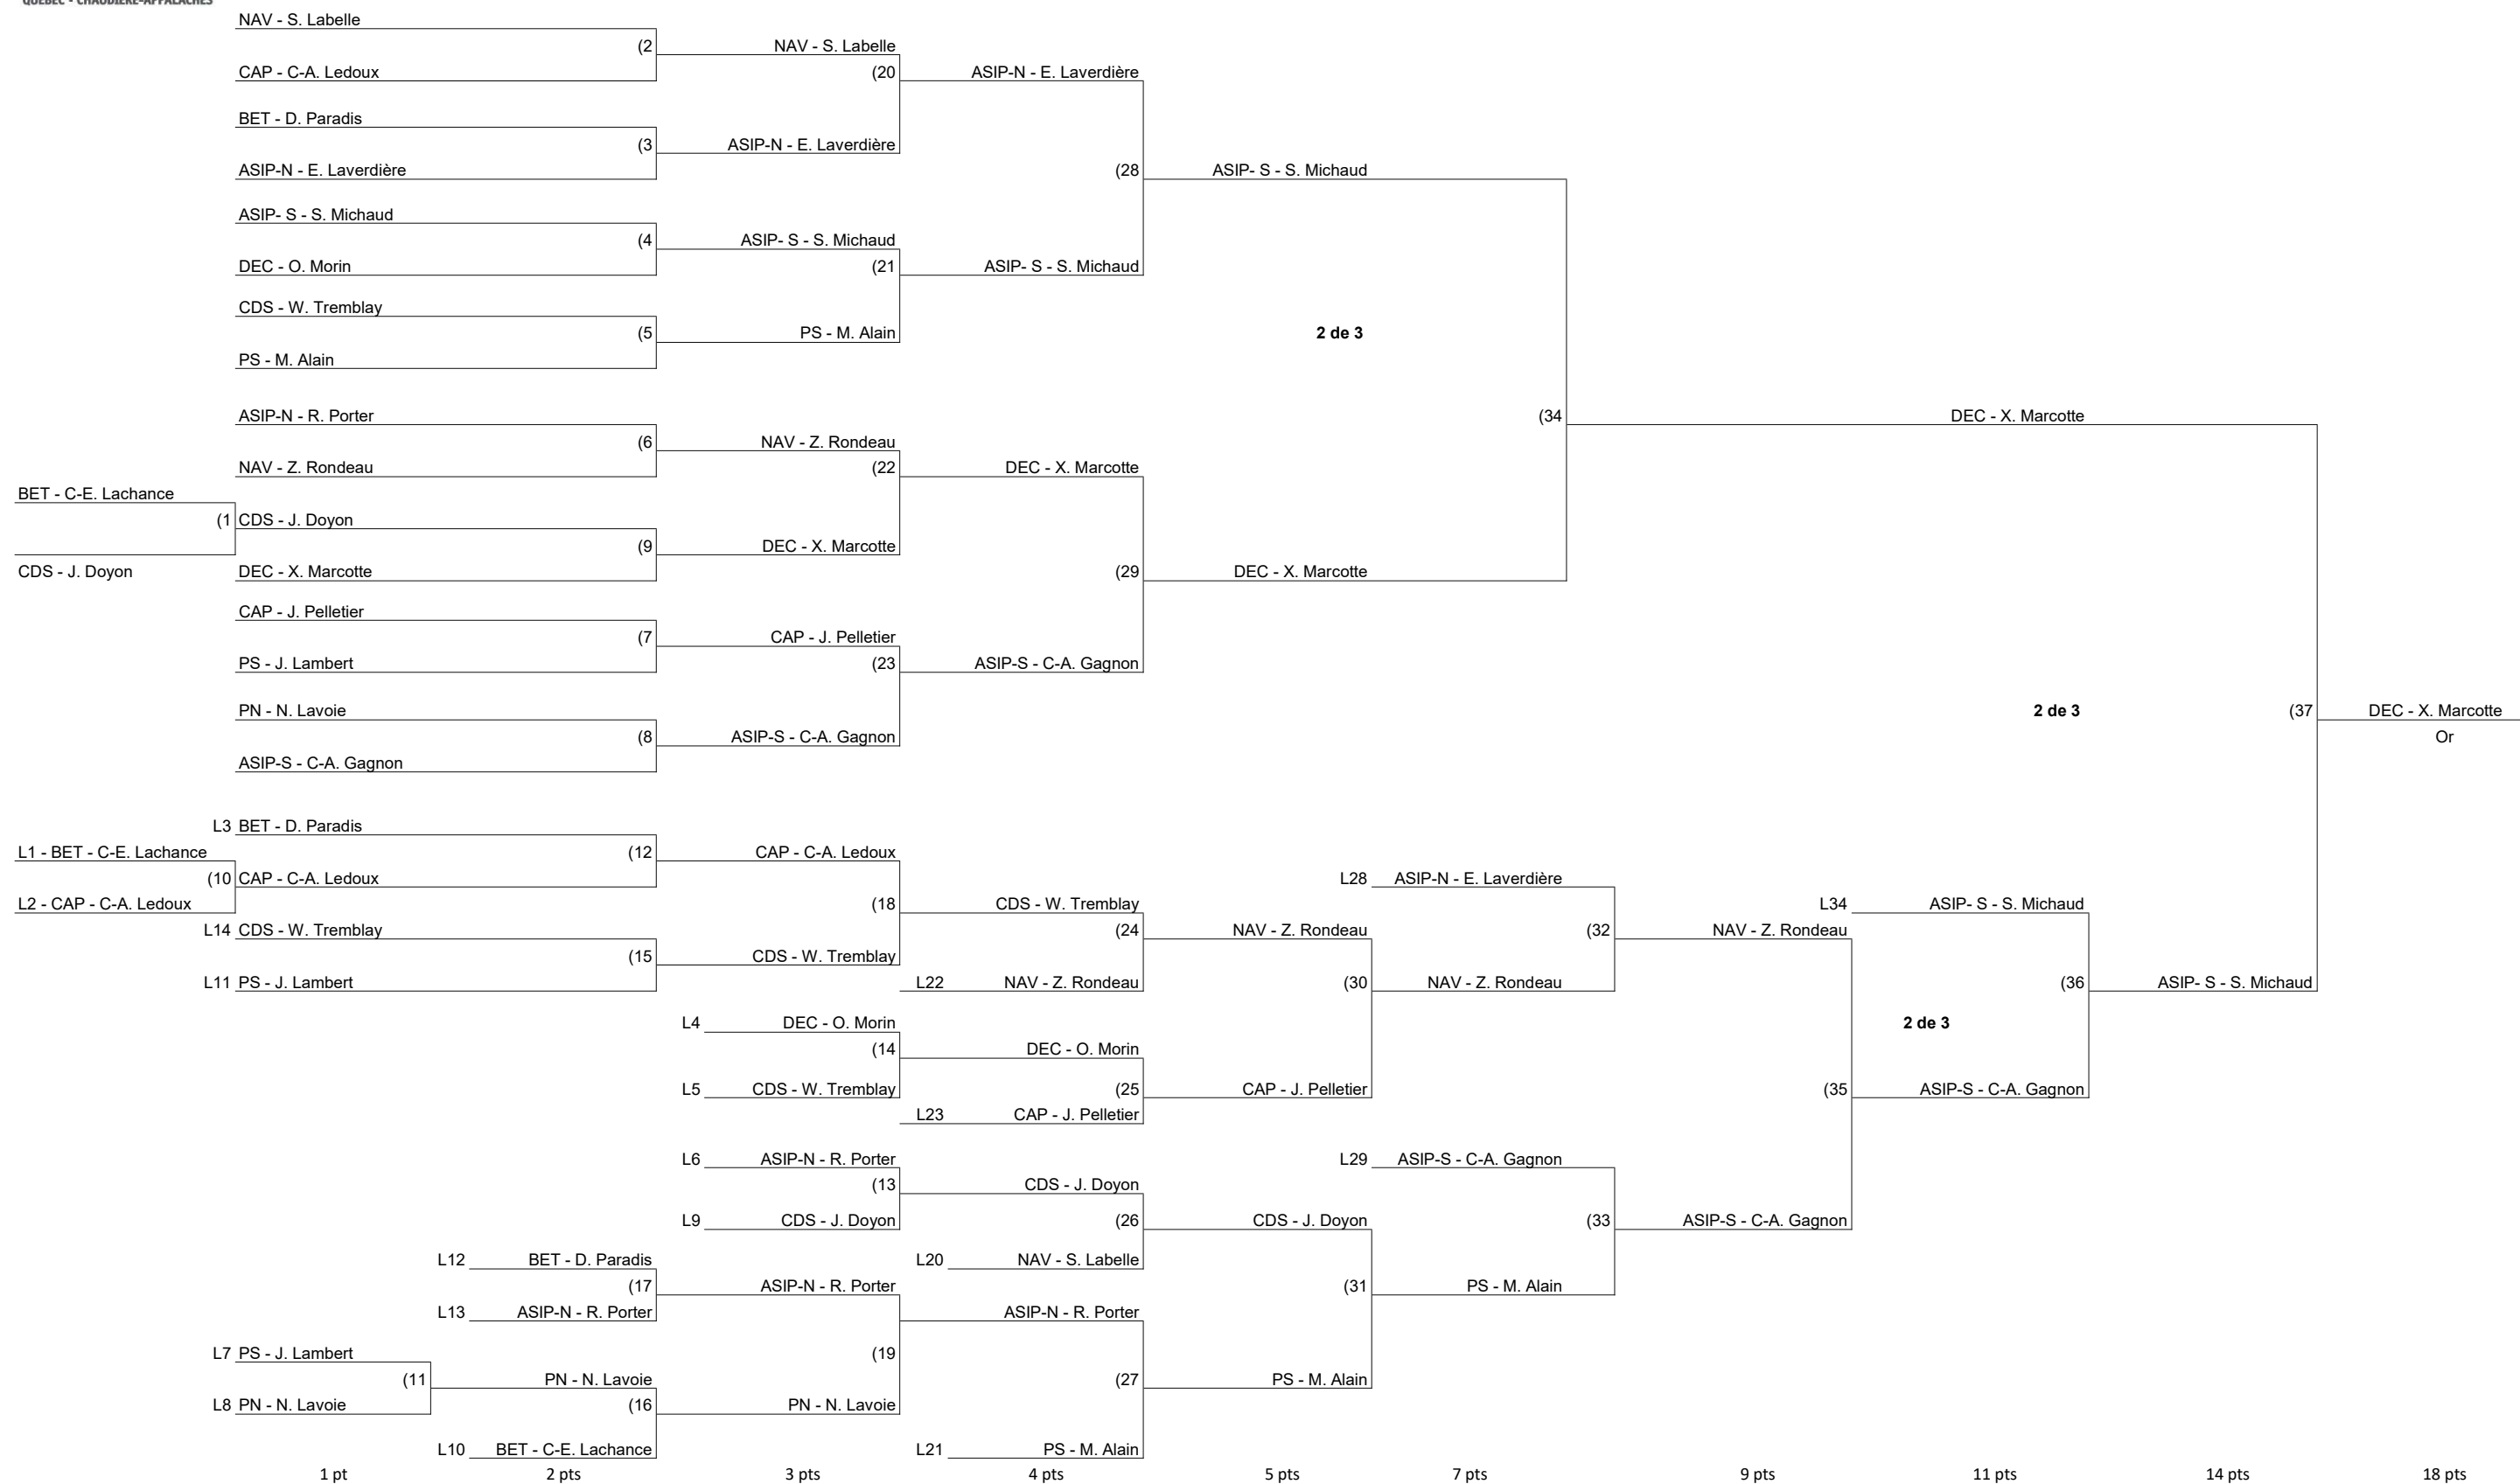 QUÉBEC - CHAUDIÈRE-APPALACHES
NAV - S. Labelle
(2
NAV - S. Labelle
CAP - C-A. Ledoux
(20
ASIP-N - E. Laverdière
BET - D. Paradis
(3
ASIP-N - E. Laverdière
ASIP-N - E. Laverdière
(28
ASIP- S - S. Michaud
ASIP- S - S. Michaud
(4
ASIP- S - S. Michaud
DEC - O. Morin
(21
ASIP- S - S. Michaud
CDS - W. Tremblay
(5
PS - M. Alain
2 de 3
PS - M. Alain
ASIP-N - R. Porter
(34
DEC - X. Marcotte
(6
NAV - Z. Rondeau
NAV - Z. Rondeau
(22
DEC - X. Marcotte
BET - C-E. Lachance
(1
CDS - J. Doyon
(9
DEC - X. Marcotte
CDS - J. Doyon
DEC - X. Marcotte
(29
DEC - X. Marcotte
CAP - J. Pelletier
(7
CAP - J. Pelletier
PS - J. Lambert
(23
ASIP-S - C-A. Gagnon
PN - N. Lavoie
2 de 3
(37
DEC - X. Marcotte
(8
ASIP-S - C-A. Gagnon
Or
ASIP-S - C-A. Gagnon
L3
BET - D. Paradis
L1 - BET - C-E. Lachance
(12
CAP - C-A. Ledoux
(10
CAP - C-A. Ledoux
L28
ASIP-N - E. Laverdière
L2 - CAP - C-A. Ledoux
(18
CDS - W. Tremblay
L34
ASIP- S - S. Michaud
L14
CDS - W. Tremblay
(24
NAV - Z. Rondeau
(32
NAV - Z. Rondeau
(15
CDS - W. Tremblay
L11
PS - J. Lambert
L22
NAV - Z. Rondeau
(30
NAV - Z. Rondeau
(36
ASIP- S - S. Michaud
L4
DEC - O. Morin
2 de 3
(14
DEC - O. Morin
L5
CDS - W. Tremblay
(25
CAP - J. Pelletier
(35
ASIP-S - C-A. Gagnon
L23
CAP - J. Pelletier
L6
ASIP-N - R. Porter
L29
ASIP-S - C-A. Gagnon
(13
CDS - J. Doyon
L9
CDS - J. Doyon
(26
CDS - J. Doyon
(33
ASIP-S - C-A. Gagnon
L12
BET - D. Paradis
L20
NAV - S. Labelle
(17
ASIP-N - R. Porter
(31
PS - M. Alain
L13
ASIP-N - R. Porter
ASIP-N - R. Porter
L7
PS - J. Lambert
(19
(11
PN - N. Lavoie
(27
PS - M. Alain
L8
PN - N. Lavoie
(16
PN - N. Lavoie
L10
BET - C-E. Lachance
L21
PS - M. Alain
1 pt
2 pts
3 pts
4 pts
5 pts
7 pts
9 pts
11 pts
14 pts
18 pts